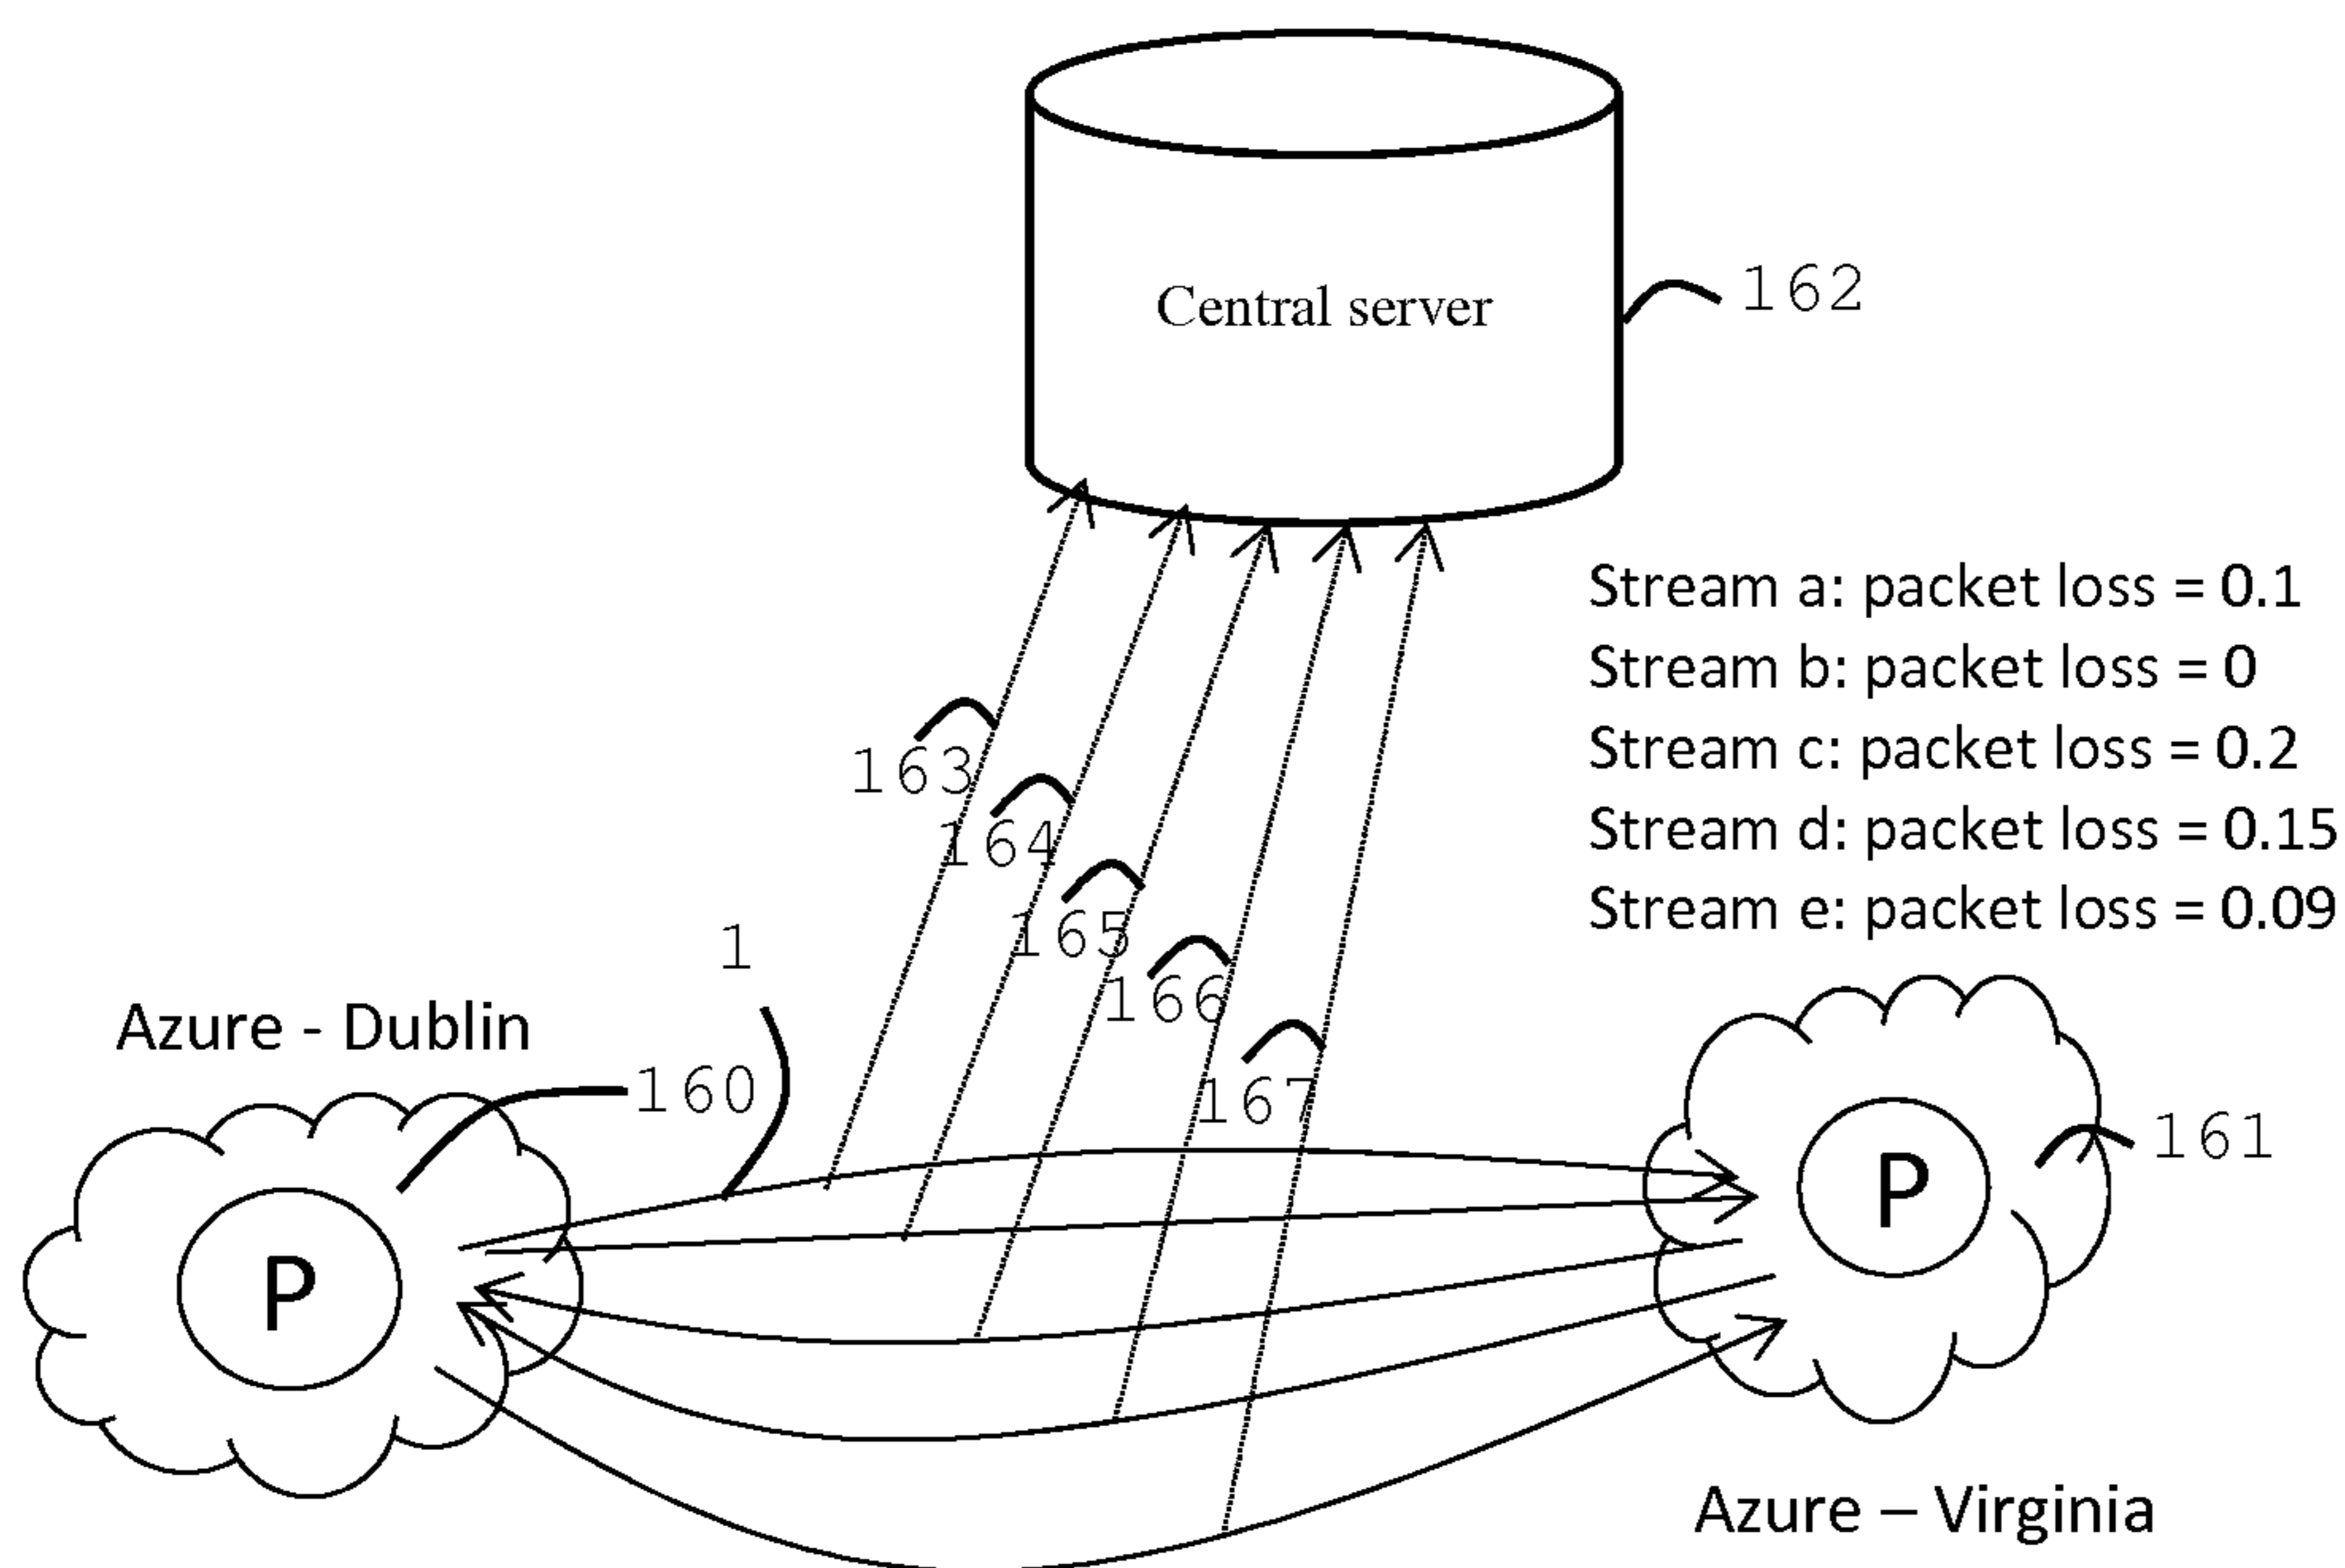 Central server
162
Stream a: packet loss = 0.1
Stream b: packet loss = 0
Stream c: packet loss = 0.2
Stream d: packet loss = 0.15
Stream e: packet loss = 0.09
163
164
165
166
167
1
Azure - Dublin
160
161
P
P
Azure – Virginia